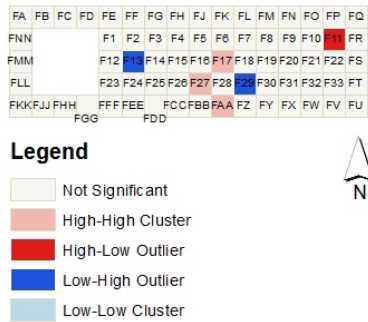 FA FB FC FD FE FF FG FH FJ FK FL FM FN FO FP FQ
FNN F1 F2 F3 F4 F5 F6 F7 F8 F9 F10 F11 FR
FMM F12 F13 F14 F15 F16 F17 F18 F19 F20 F21 F22 FS
FLL F23 F24 F25 F26 F27 F28 F29 F30 F31 F32 F33 FT
FKK FJJ FHH FGG FFF FEE FDD FCC FBB FAA FZ FY FX FW FV FU
Legend
N
Not Significant
High-High Cluster
High-Low Outlier
Low-High Outlier
Low-Low Cluster